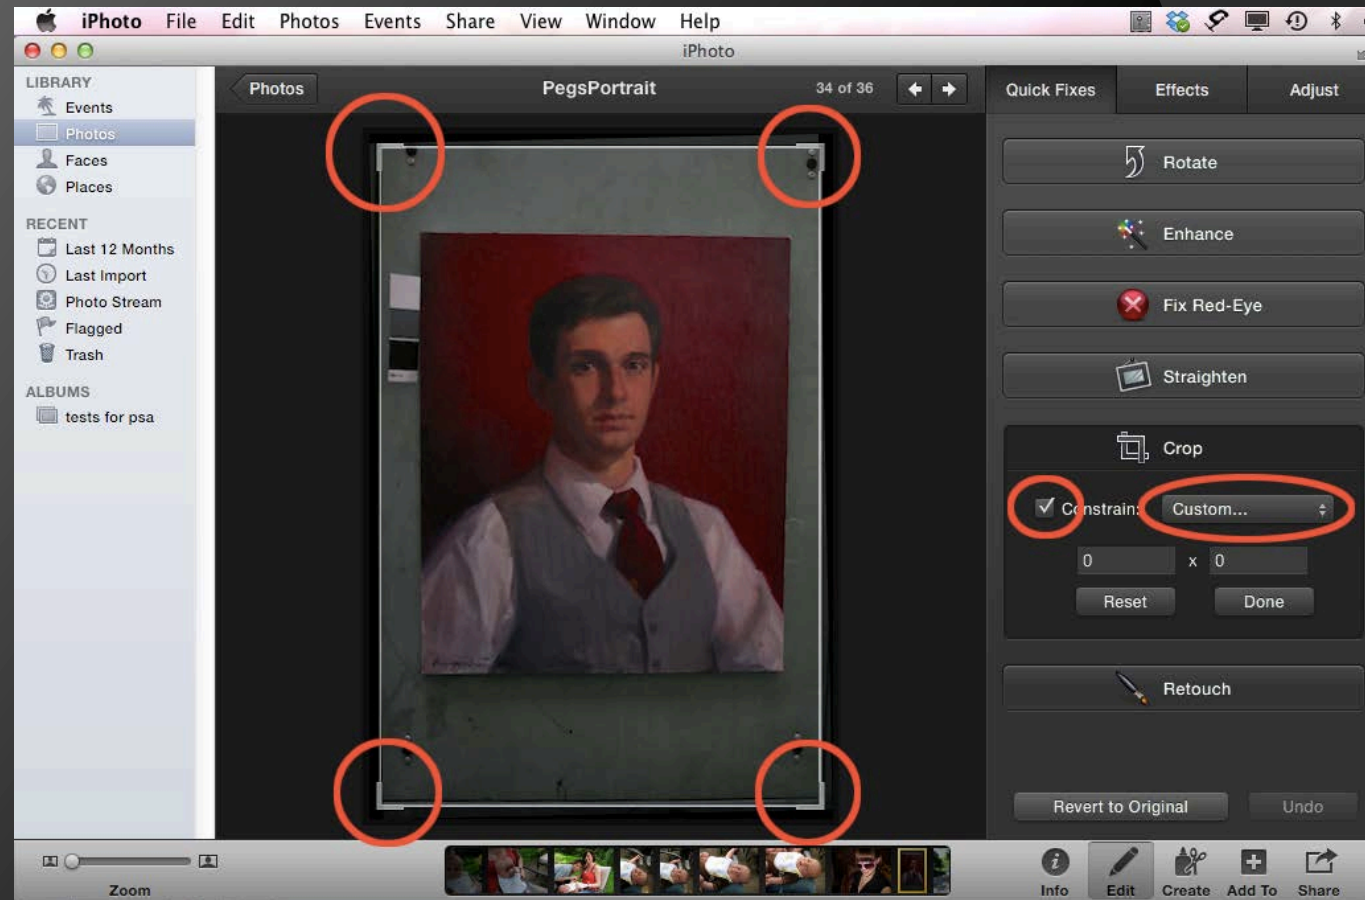 iPhoto File Edit Photos Events Share View Window Help
iPhoto
LIBRARY
Events
Photos
Faces
Places
RECENT
Last 12 Months
Last Import
Photo Stream
Flagged
Trash
ALBUMS
tests for psa
Photos
PegsPortrait
34 of 36
Quick Fixes
Effects
Adjust
Rotate
Enhance
Fix Red-Eye
Straighten
Crop
Constrain: Custom...
0 x 0
Reset Done
Retouch
Revert to Original Undo
Zoom
Info Edit Create Add To Share